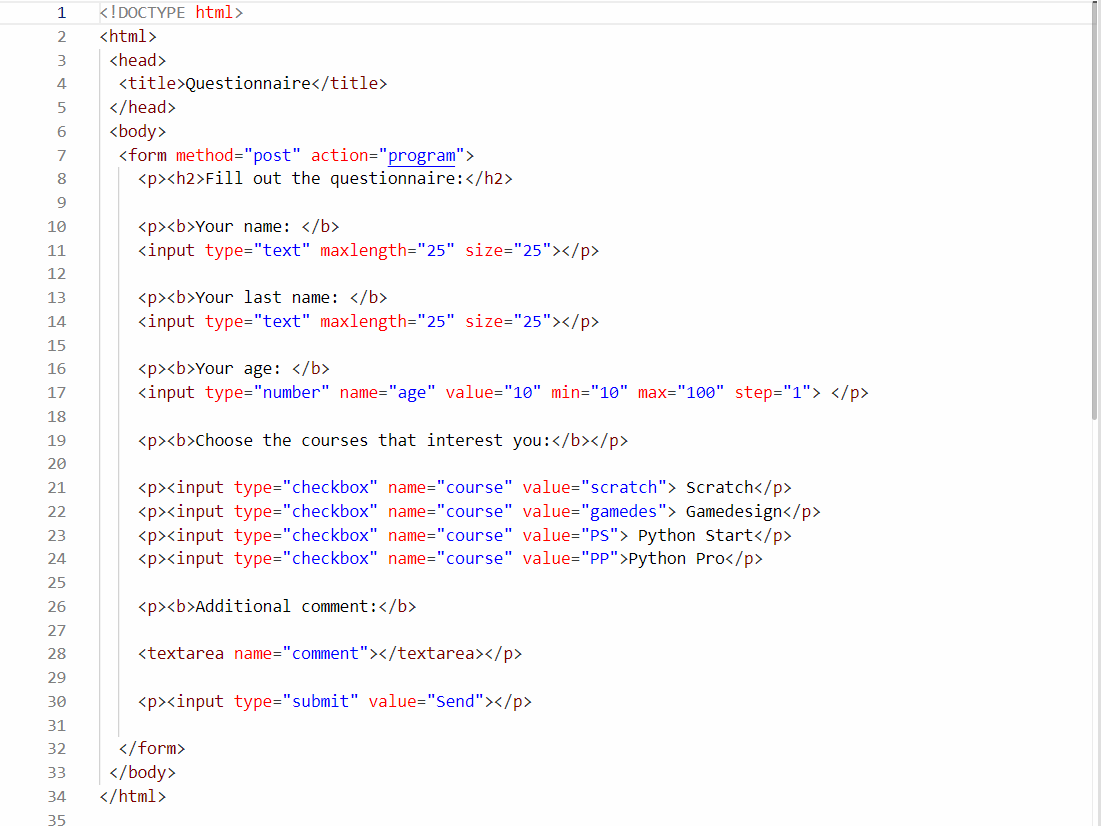 1 <!DOCTYPE html>
2 <html>
3 <head>
4 <title>Questionnaire</title>
5 </head>
6 <body>
7 <form method="post" action="program">
8 <p><h2>Fill out the questionnaire:</h2>
9
10 <p><b>Your name: </b>
11 <input type="text" maxlength="25" size="25"></p>
12
13 <p><b>Your last name: </b>
14 <input type="text" maxlength="25" size="25"></p>
15
16 <p><b>Your age: </b>
17 <input type="number" name="age" value="10" min="10" max="100" step="1"> </p>
18
19 <p><b>Choose the courses that interest you:</b></p>
20
21 <p><input type="checkbox" name="course" value="scratch"> Scratch</p>
22 <p><input type="checkbox" name="course" value="gamedes"> Gamedesign</p>
23 <p><input type="checkbox" name="course" value="PS"> Python Start</p>
24 <p><input type="checkbox" name="course" value="PP">Python Pro</p>
25
26 <p><b>Additional comment:</b>
27
28 <textarea name="comment"></textarea></p>
29
30 <p><input type="submit" value="Send"></p>
31
32 </form>
33 </body>
34 </html>
35